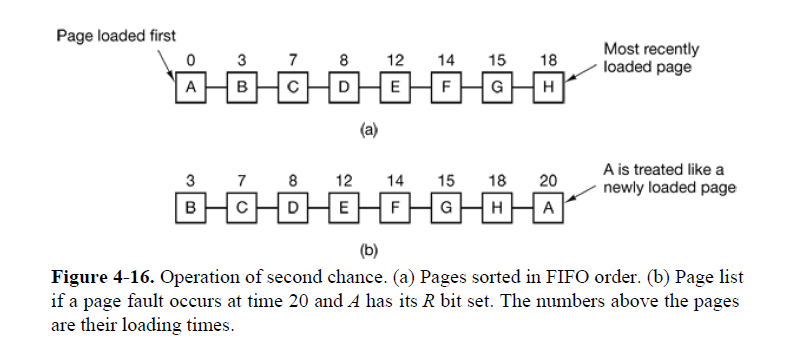 Page loaded first
0 3 7 8 12 14 15 18
Most recently
loaded page
A B C D E F G H
(a)
3 7 8 12 14 15 18 20
A is treated like a
newly loaded page
B C D E F G H A
(b)
Figure 4-16. Operation of second chance. (a) Pages sorted in FIFO order. (b) Page list
if a page fault occurs at time 20 and A has its R bit set. The numbers above the pages
are their loading times.